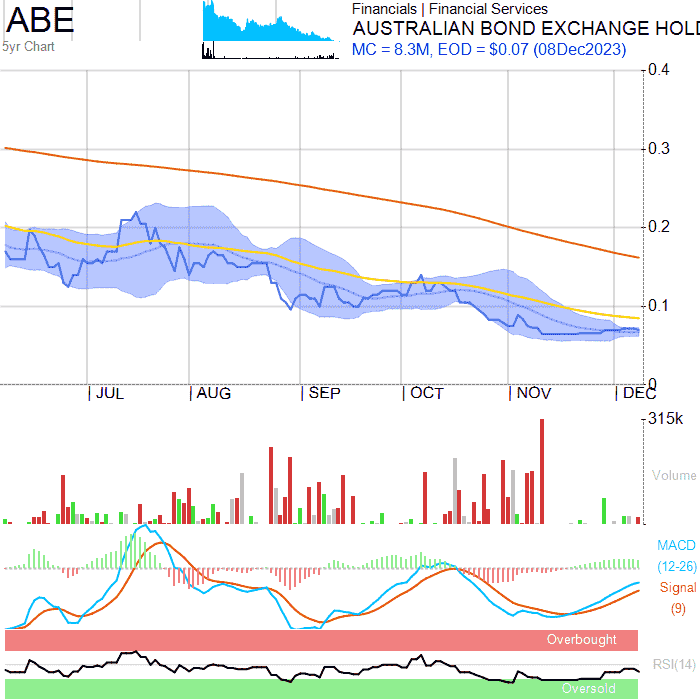 ABE
5yr Chart
Financials | Financial Services
AUSTRALIAN BOND EXCHANGE HOLD
MC = 8.3M, EOD = $0.07 (08Dec2023)
0.4
0.3
0.2
0.1
0
JUL AUG SEP OCT NOV DEC
315k
Volume
MACD
(12-26)
Signal
(9)
Overbought
RSI(14)
Oversold